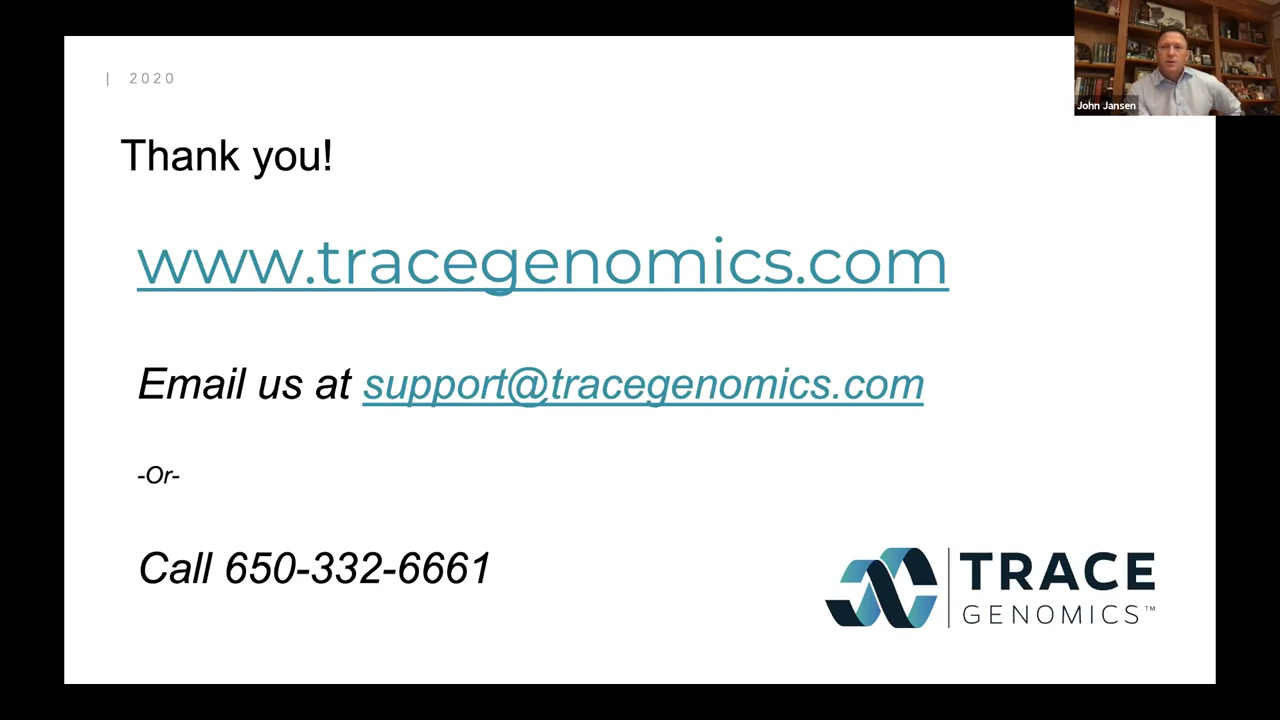 | 2020
John Jansen
Thank you!
www.tracegenomics.com
Email us at support@tracegenomics.com
-Or-
Call 650-332-6661
TRACE
GENOMICS™